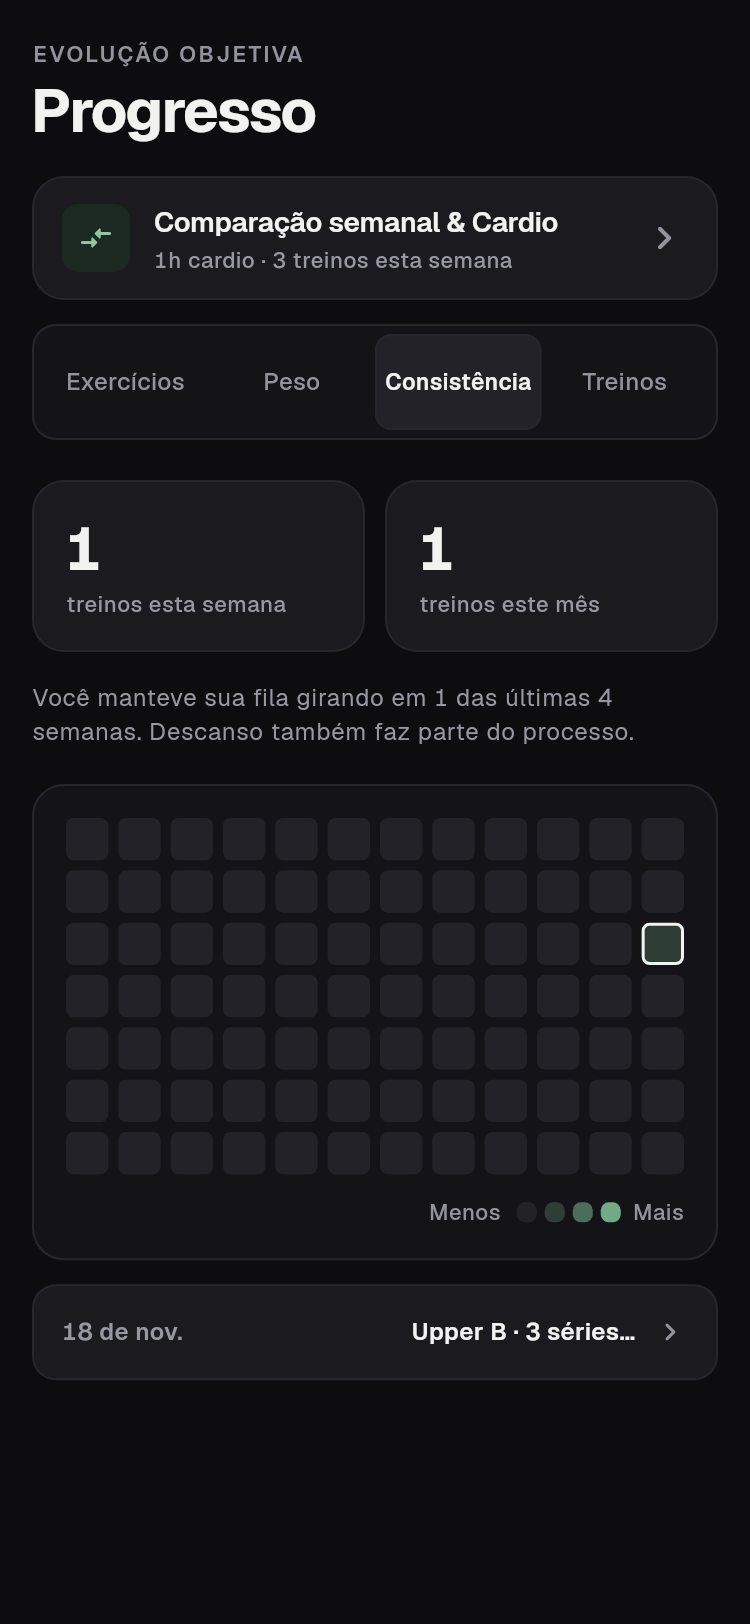 EVOLUÇÃO OBJETIVA
Progresso
Comparação semanal & Cardio
1h cardio · 3 treinos esta semana
Exercícios Peso Consistência Treinos
1 1
treinos esta semana treinos este mês
Você manteve sua fila girando em 1 das últimas 4
semanas. Descanso também faz parte do processo.
Menos Mais
18 de nov. Upper B · 3 séries...